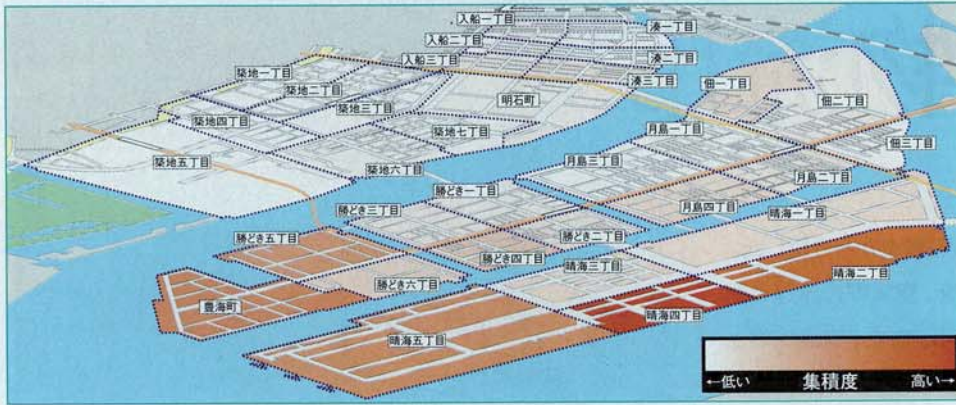 入船一丁目
湊一丁目
入船二丁目
湊二丁目
入船三丁目
湊三丁目
築地一丁目
築地二丁目
築地三丁目
築地四丁目
明石町
佃一丁目
佃二丁目
築地七丁目
月島一丁目
佃三丁目
築地五丁目
築地六丁目
月島三丁目
月島二丁目
勝どき一丁目
月島四丁目
晴海一丁目
勝どき三丁目
勝どき二丁目
勝どき五丁目
勝どき四丁目
晴海三丁目
晴海二丁目
勝どき六丁目
豊海町
晴海四丁目
晴海五丁目
←低い 集積度 高い→